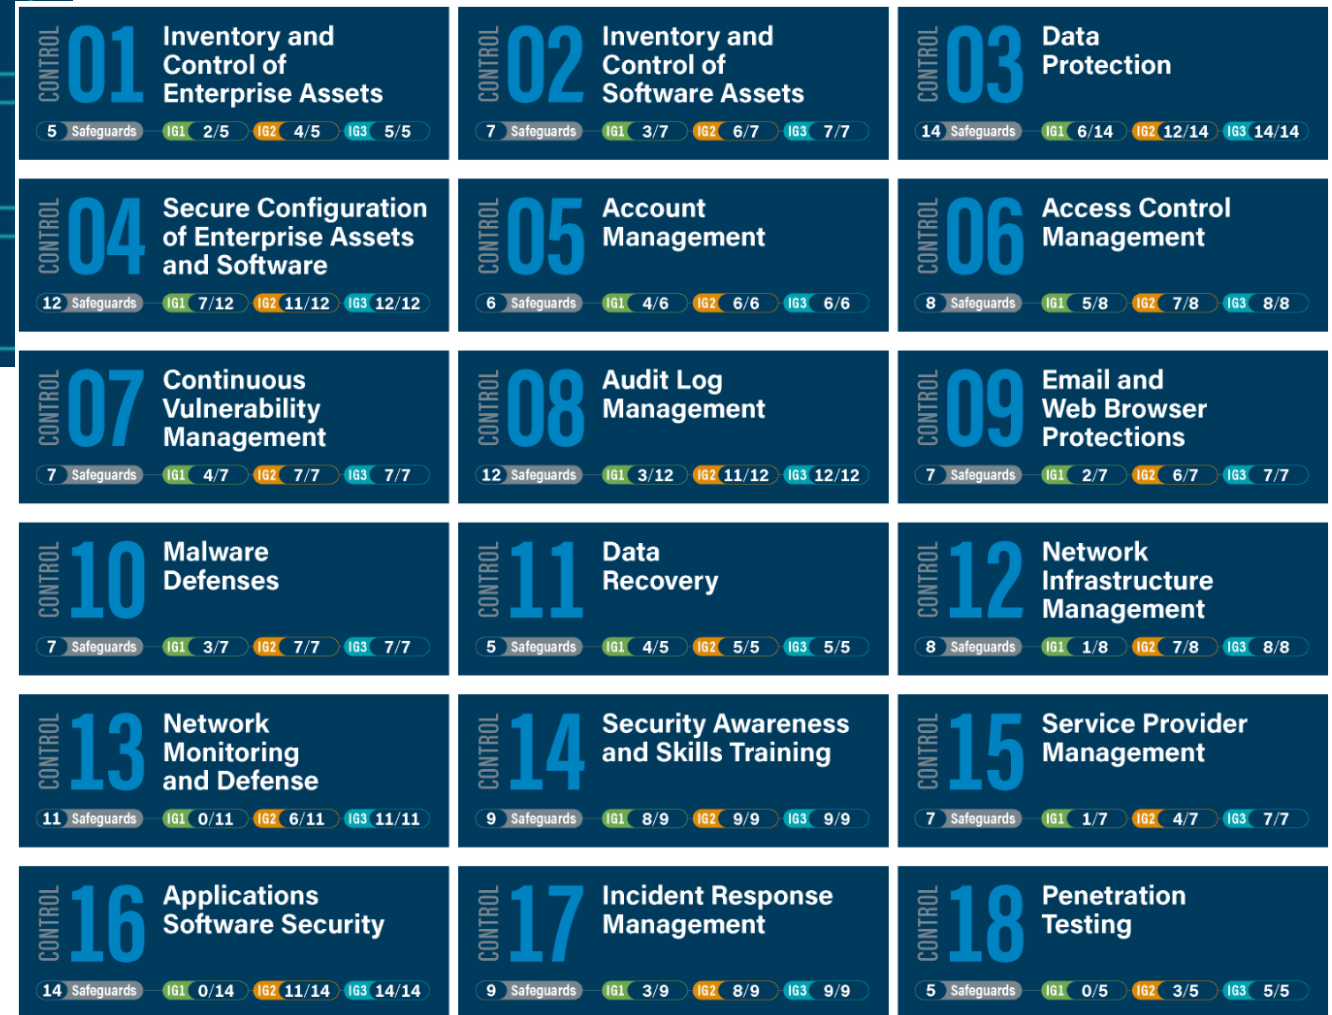 CONTROL
01
Inventory and
Control of
Enterprise Assets
5 Safeguards IG1 2/5 IG2 4/5 IG3 5/5
CONTROL
02
Inventory and
Control of
Software Assets
7 Safeguards IG1 3/7 IG2 6/7 IG3 7/7
CONTROL
03
Data
Protection
14 Safeguards IG1 6/14 IG2 12/14 IG3 14/14
CONTROL
04
Secure Configuration
of Enterprise Assets
and Software
12 Safeguards IG1 7/12 IG2 11/12 IG3 12/12
CONTROL
05
Account
Management
6 Safeguards IG1 4/6 IG2 6/6 IG3 6/6
CONTROL
06
Access Control
Management
8 Safeguards IG1 5/8 IG2 7/8 IG3 8/8
CONTROL
07
Continuous
Vulnerability
Management
7 Safeguards IG1 4/7 IG2 7/7 IG3 7/7
CONTROL
08
Audit Log
Management
12 Safeguards IG1 3/12 IG2 11/12 IG3 12/12
CONTROL
09
Email and
Web Browser
Protections
7 Safeguards IG1 2/7 IG2 6/7 IG3 7/7
CONTROL
10
Malware
Defenses
7 Safeguards IG1 3/7 IG2 7/7 IG3 7/7
CONTROL
11
Data
Recovery
5 Safeguards IG1 4/5 IG2 5/5 IG3 5/5
CONTROL
12
Network
Infrastructure
Management
8 Safeguards IG1 1/8 IG2 7/8 IG3 8/8
CONTROL
13
Network
Monitoring
and Defense
11 Safeguards IG1 0/11 IG2 6/11 IG3 11/11
CONTROL
14
Security Awareness
and Skills Training
9 Safeguards IG1 8/9 IG2 9/9 IG3 9/9
CONTROL
15
Service Provider
Management
7 Safeguards IG1 1/7 IG2 4/7 IG3 7/7
CONTROL
16
Applications
Software Security
14 Safeguards IG1 0/14 IG2 11/14 IG3 14/14
CONTROL
17
Incident Response
Management
9 Safeguards IG1 3/9 IG2 8/9 IG3 9/9
CONTROL
18
Penetration
Testing
5 Safeguards IG1 0/5 IG2 3/5 IG3 5/5